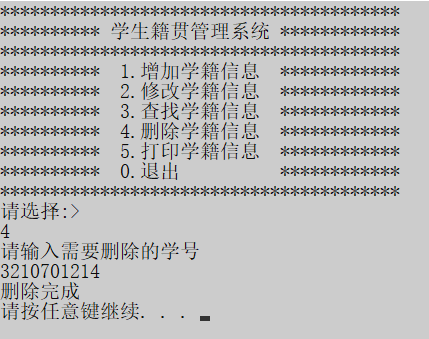 ****************************************
********** 学生籍贯管理系统 ************
****************************************
**********  1.增加学籍信息  ************
**********  2.修改学籍信息  ************
**********  3.查找学籍信息  ************
**********  4.删除学籍信息  ************
**********  5.打印学籍信息  ************
**********  0.退出          ************
****************************************
请选择:>
4
请输入需要删除的学号
3210701214
删除完成
请按任意键继续. . .